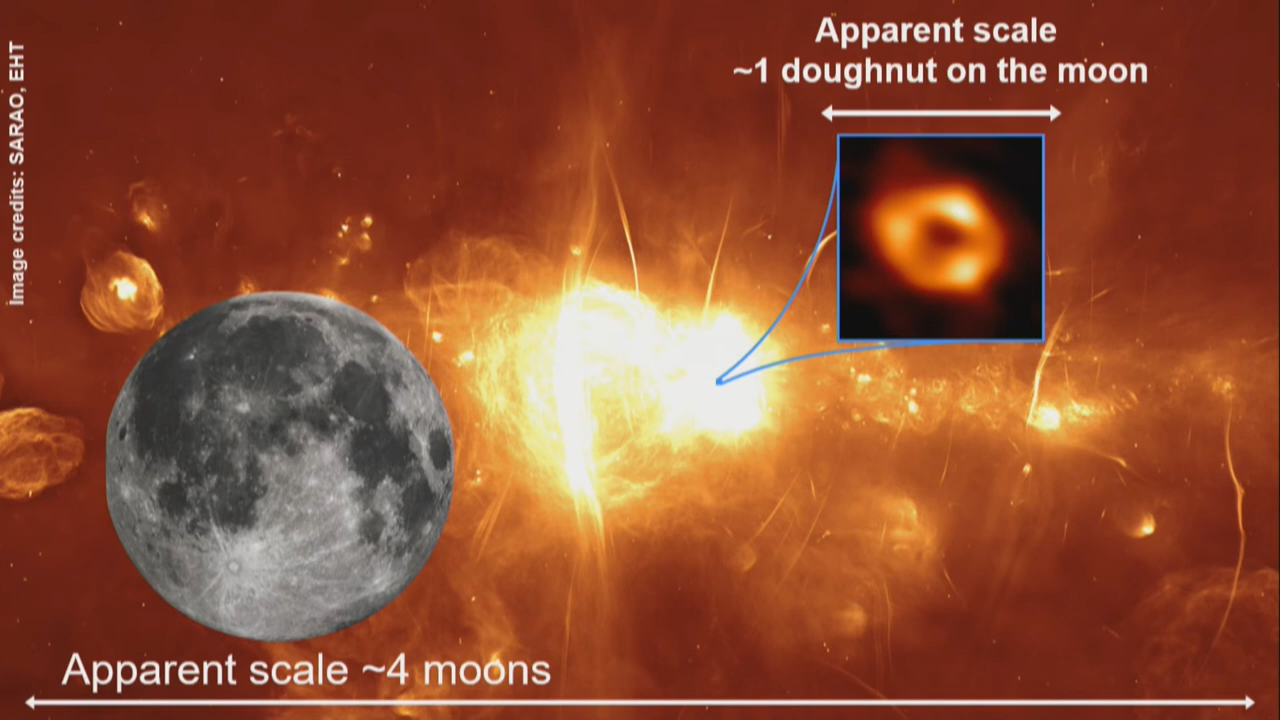 Apparent scale
~1 doughnut on the moon
Image credits: SARAO, EHT
Apparent scale ~4 moons